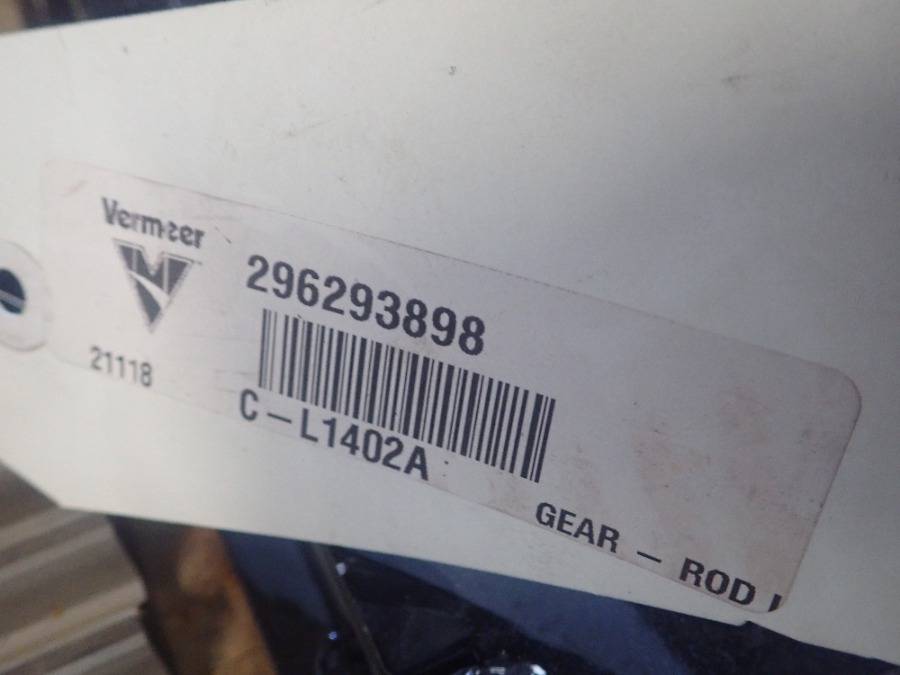 Vermeer
296293898
21118
C-L1402A
GEAR - ROD